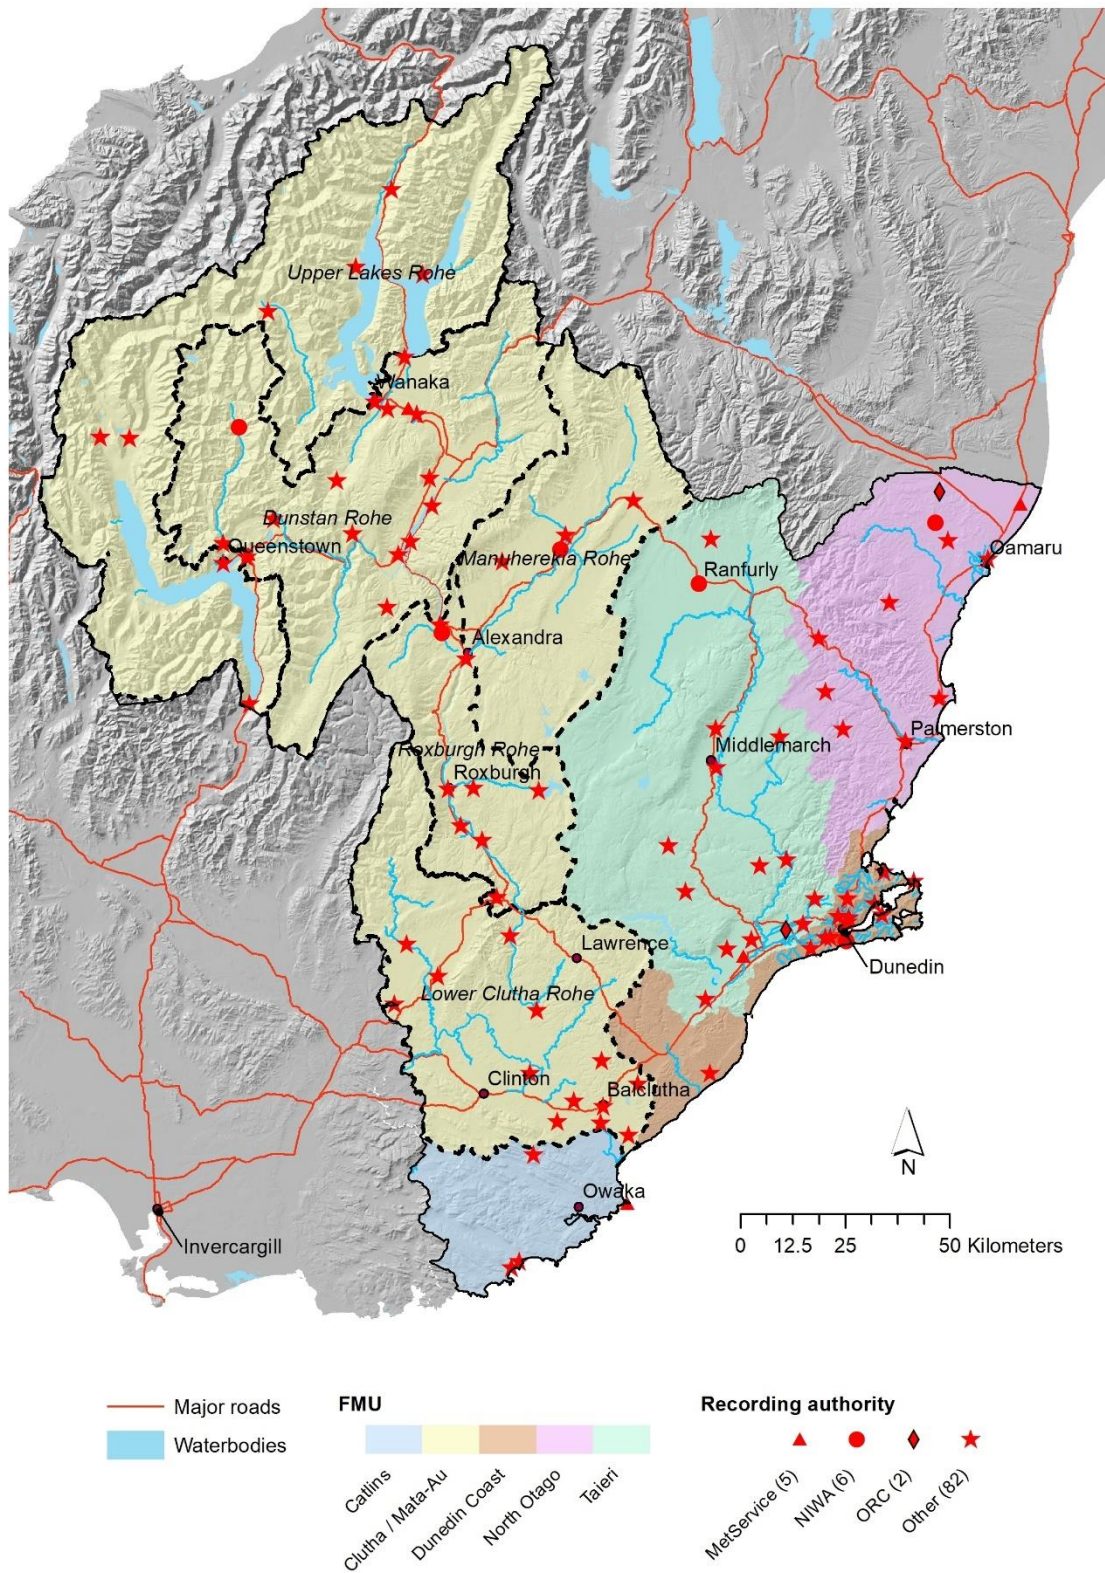 Upper Lakes Rohe
Wanaka
Dunstan Rohe
Queenstown
Manuherekia Rohe
Ranfurly
Oamaru
Alexandra
Roxburgh Rohe
Roxburgh
Middlemarch
Palmerston
Lawrence
Dunedin
Lower Clutha Rohe
Clinton
Balclutha
Owaka
Invercargill
N
0 12.5 25 50 Kilometers
Major roads
Waterbodies
FMU
Catlins
Clutha / Mata-Au
Dunedin Coast
North Otago
Taieri
Recording authority
MetService (5)
NIWA (6)
ORC (2)
Other (82)